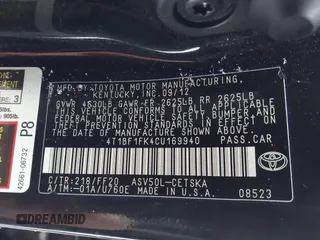 MFD. BY TOYOTA MOTOR MANUFACTURING,
KENTUCKY, INC. 09/12
GVWR 4530LB GAWR-FR 2625LB RR 2625LB
THIS VEHICLE CONFORMS TO ALL APPLICABLE
FEDERAL MOTOR VEHICLE SAFETY, BUMPER, AND
THEFT PREVENTION STANDARDS IN EFFECT ON THE
DATE OF MANUFACTURE SHOWN ABOVE.
4T1BF1FK4CU169940 PASS.CAR
C/TR:218/FF20 ASV50L-CETSKA
A/TM:-01A/U760E MADE IN U.S.A. 08523
TOYOTA
42661-06732
P8
3
DREAMBID